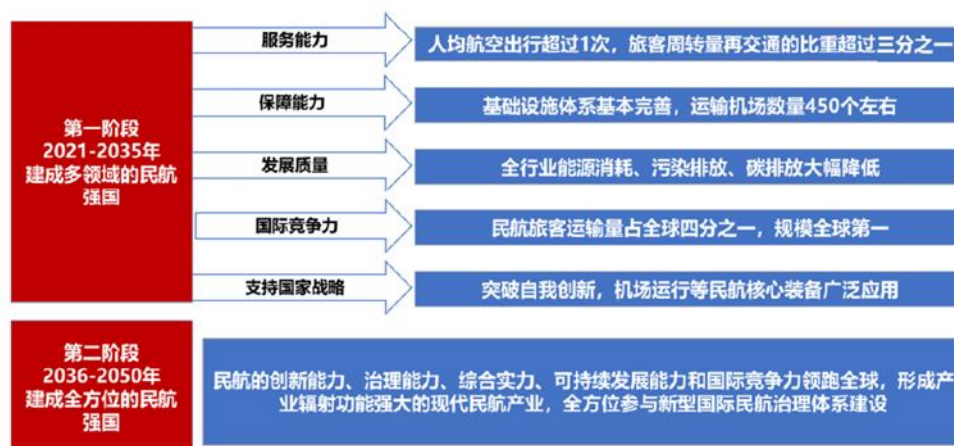 第一阶段
2021-2035年
建成多领域的民航
强国
服务能力
人均航空出行超过1次，旅客周转量再交通的比重超过三分之一
保障能力
基础设施体系基本完善，运输机场数量450个左右
发展质量
全行业能源消耗、污染排放、碳排放大幅降低
国际竞争力
民航旅客运输量占全球四分之一，规模全球第一
支持国家战略
突破自我创新，机场运行等民航核心装备广泛应用
第二阶段
2036-2050年
建成全方位的民航
强国
民航的创新能力、治理能力、综合实力、可持续发展能力和国际竞争力领跑全球，形成产
业辐射功能强大的现代民航产业，全方位参与新型国际民航治理体系建设